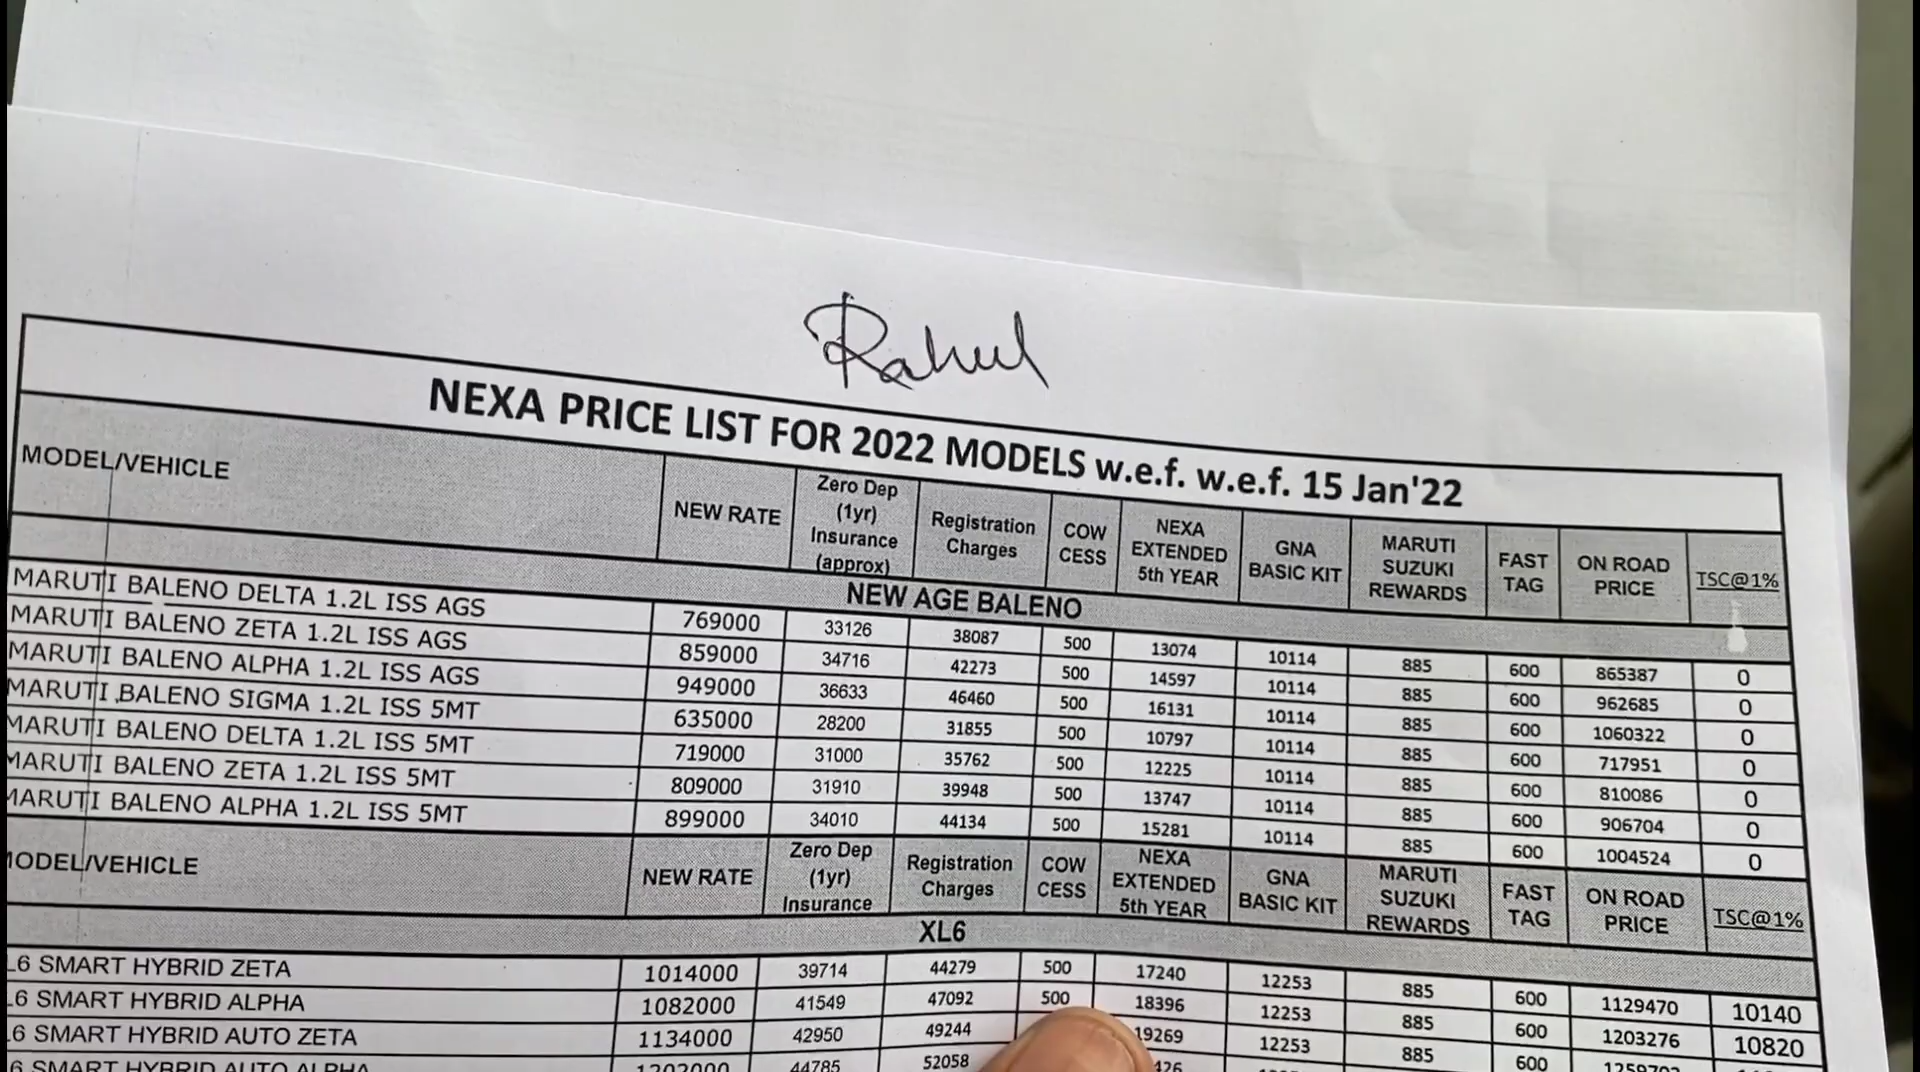 Rahul
NEXA PRICE LIST FOR 2022 MODELS w.e.f. w.e.f. 15 Jan'22
MODEL/VEHICLE NEW RATE Zero Dep (1yr) Insurance (approx) Registration Charges COW CESS NEXA EXTENDED 5th YEAR GNA BASIC KIT MARUTI SUZUKI REWARDS FAST TAG ON ROAD PRICE TSC@1%
NEW AGE BALENO
MARUTI BALENO DELTA 1.2L ISS AGS 769000 33126 38087 500 13074 10114 885 600 865387 0
MARUTI BALENO ZETA 1.2L ISS AGS 859000 34716 42273 500 14597 10114 885 600 962685 0
MARUTI BALENO ALPHA 1.2L ISS AGS 949000 36633 46460 500 16131 10114 885 600 1060322 0
MARUTI BALENO SIGMA 1.2L ISS 5MT 635000 28200 31855 500 10797 10114 885 600 717951 0
MARUTI BALENO DELTA 1.2L ISS 5MT 719000 31000 35762 500 12225 10114 885 600 810086 0
MARUTI BALENO ZETA 1.2L ISS 5MT 809000 31910 39948 500 13747 10114 885 600 906704 0
MARUTI BALENO ALPHA 1.2L ISS 5MT 899000 34010 44134 500 15281 10114 885 600 1004524 0
MODEL/VEHICLE NEW RATE Zero Dep (1yr) Insurance Registration Charges COW CESS NEXA EXTENDED 5th YEAR GNA BASIC KIT MARUTI SUZUKI REWARDS FAST TAG ON ROAD PRICE TSC@1%
XL6
L6 SMART HYBRID ZETA 1014000 39714 44279 500 17240 12253 885 600 1129470 10140
L6 SMART HYBRID ALPHA 1082000 41549 47092 500 18396 12253 885 600 1203276 10820
L6 SMART HYBRID AUTO ZETA 1134000 42950 49244 19269 12253 885 600
6 SMART HYBRID AUTO ALPHA 1202000 44785 52058